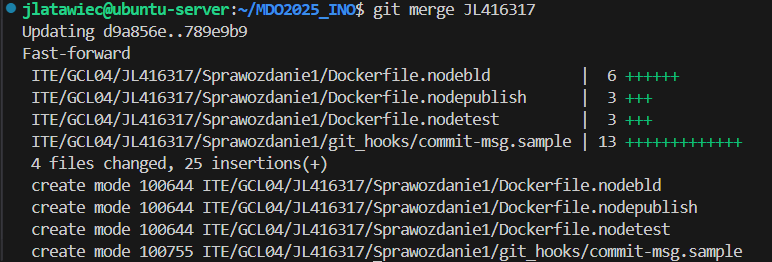 jlatawiec@ubuntu-server:~/MDO2025_INO$ git merge JL416317
Updating d9a856e..789e9b9
Fast-forward
 ITE/GCL04/JL416317/Sprawozdanie1/Dockerfile.nodebld          |  6 ++++++
 ITE/GCL04/JL416317/Sprawozdanie1/Dockerfile.nodepublish      |  3 +++
 ITE/GCL04/JL416317/Sprawozdanie1/Dockerfile.nodetest         |  3 +++
 ITE/GCL04/JL416317/Sprawozdanie1/git_hooks/commit-msg.sample | 13 +++++++++++++
 4 files changed, 25 insertions(+)
 create mode 100644 ITE/GCL04/JL416317/Sprawozdanie1/Dockerfile.nodebld
 create mode 100644 ITE/GCL04/JL416317/Sprawozdanie1/Dockerfile.nodepublish
 create mode 100644 ITE/GCL04/JL416317/Sprawozdanie1/Dockerfile.nodetest
 create mode 100755 ITE/GCL04/JL416317/Sprawozdanie1/git_hooks/commit-msg.sample